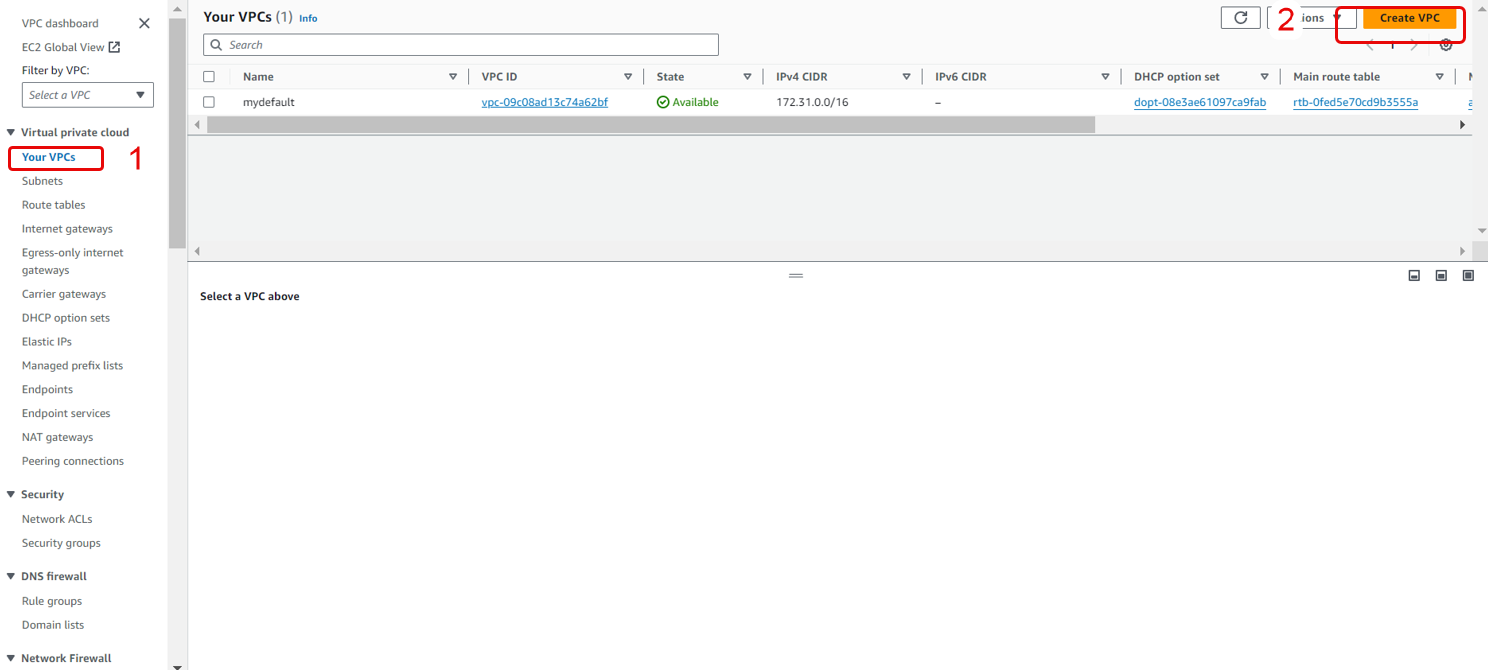 VPC dashboard
EC2 Global View
Filter by VPC:
Select a VPC
Virtual private cloud
Your VPCs
1
Subnets
Route tables
Internet gateways
Egress-only internet
gateways
Carrier gateways
DHCP option sets
Elastic IPs
Managed prefix lists
Endpoints
Endpoint services
NAT gateways
Peering connections
Security
Network ACLs
Security groups
DNS firewall
Rule groups
Domain lists
Network Firewall
Your VPCs (1) Info
2 ions Create VPC
Search
1
Name VPC ID State IPv4 CIDR IPv6 CIDR DHCP option set Main route table
mydefault vpc-09c08ad13c74a62bf Available 172.31.0.0/16 – dopt-08e3ae61097ca9fab rtb-0fed5e70cd9b3555a
Select a VPC above